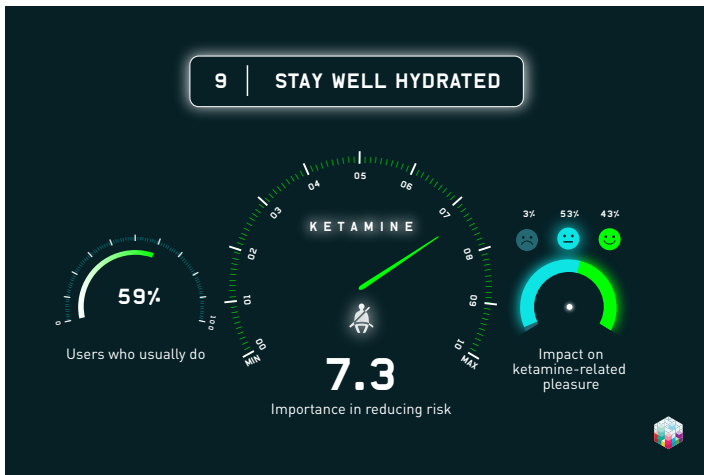 9 | STAY WELL HYDRATED
KETAMINE
00
MIN
01
02
03
04
05
06
07
08
09
10
MAX
7.3
Importance in reducing risk
0
100
59%
Users who usually do
3% 53% 43%
Impact on
ketamine-related
pleasure